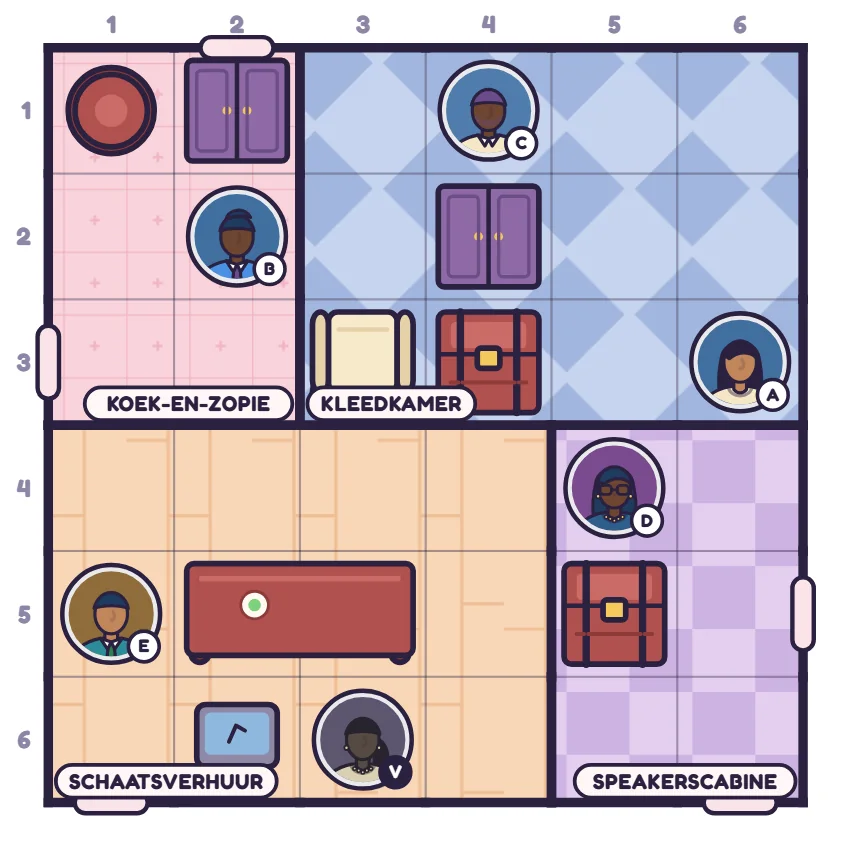 1 2 3 4 5 6
1
C
2
B
3
A
KOEK-EN-ZOPIE KLEEDKAMER
4
D
5
E
6
V
SCHAATSVERHUUR SPEAKERSCABINE